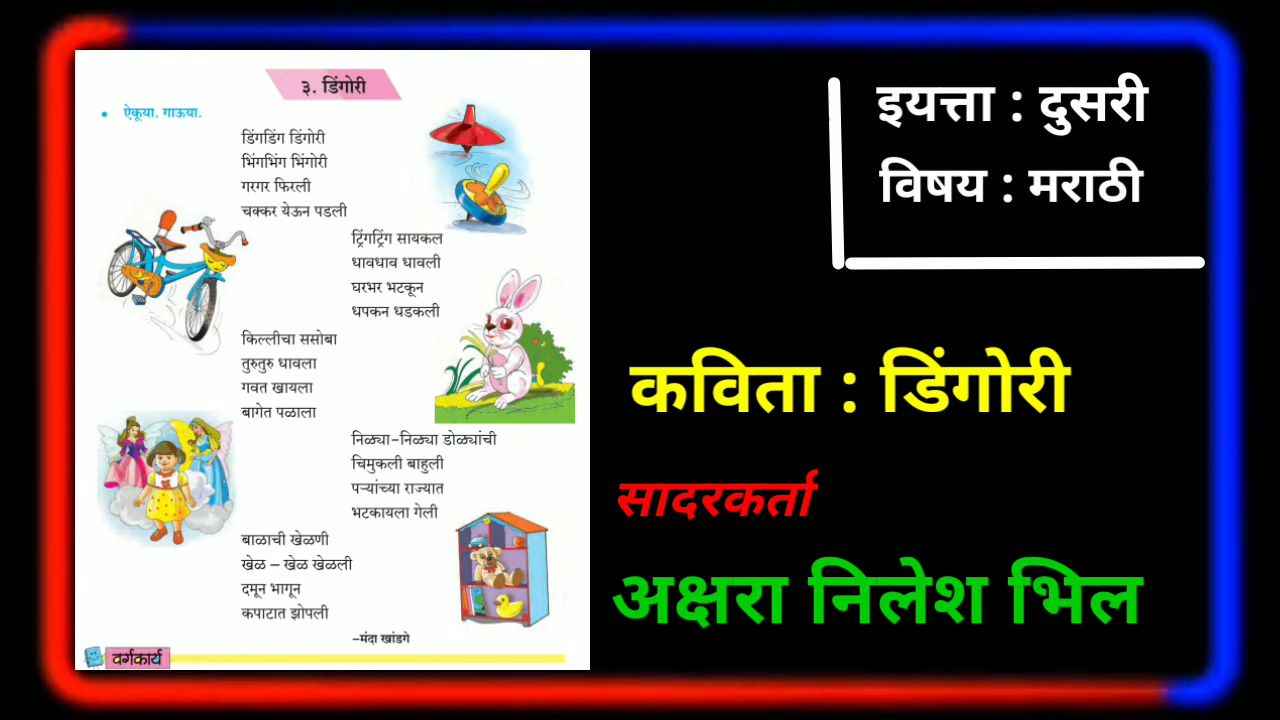 ३. डिंगोरी
• ऐकूया. गाऊया.
डिंगडिंग डिंगोरी
भिंगभिंग भिंगोरी
गरगर फिरली
चक्कर येऊन पडली
ट्रिंगट्रिंग सायकल
धावधाव धावली
घरभर भटकून
धपकन धडकली
किल्लीचा ससोबा
तुरुतुरु धावला
गवत खायला
बागेत पळाला
निळ्या–निळ्या डोळ्यांची
चिमुकली बाहुली
पऱ्यांच्या राज्यात
भटकायला गेली
बाळाची खेळणी
खेळ – खेळ खेळली
दमून भागून
कपाटात झोपली
–मंदा खांडगे
वर्गकार्य
इयत्ता : दुसरी
विषय : मराठी
कविता : डिंगोरी
सादरकर्ता
अक्षरा निलेश भिल